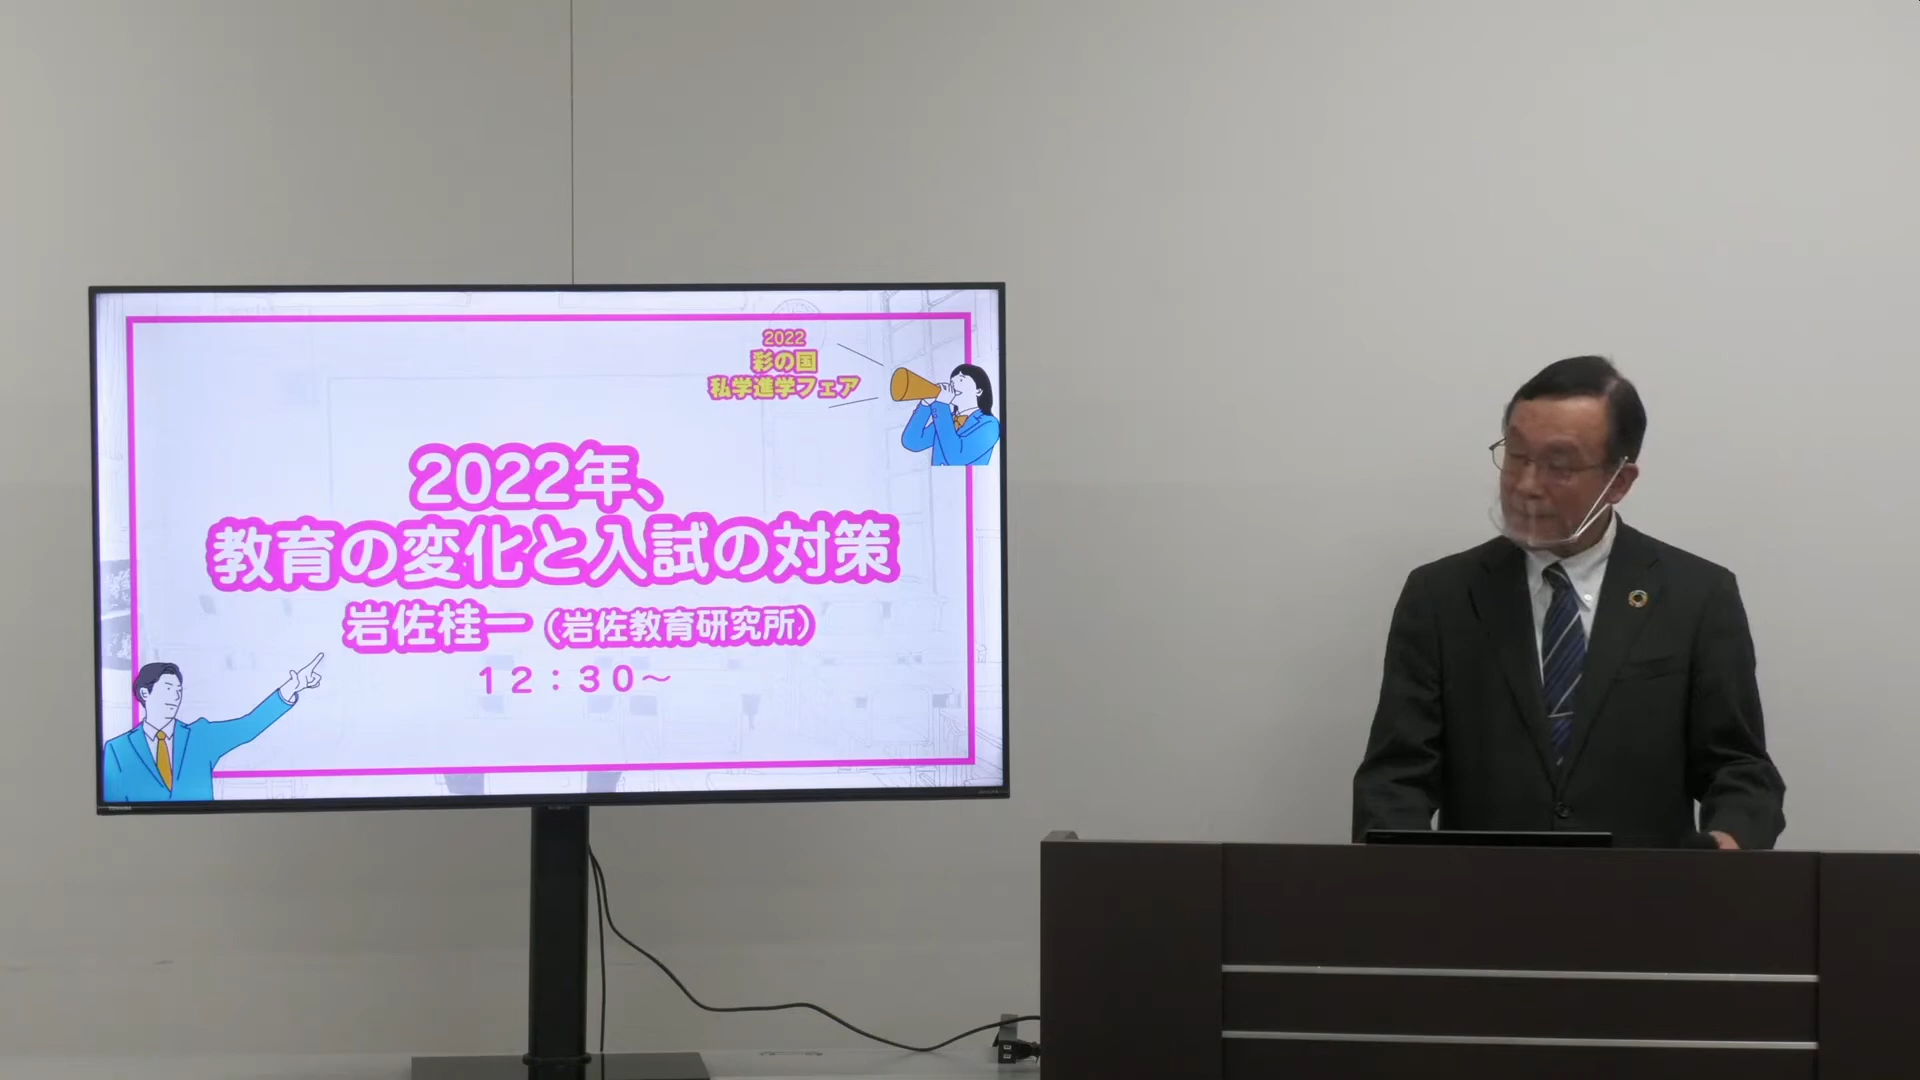 2022
彩の国
私学進学フェア
2022年、
教育の変化と入試の対策
岩佐桂一（岩佐教育研究所）
１２：３０～
TOSHIBA